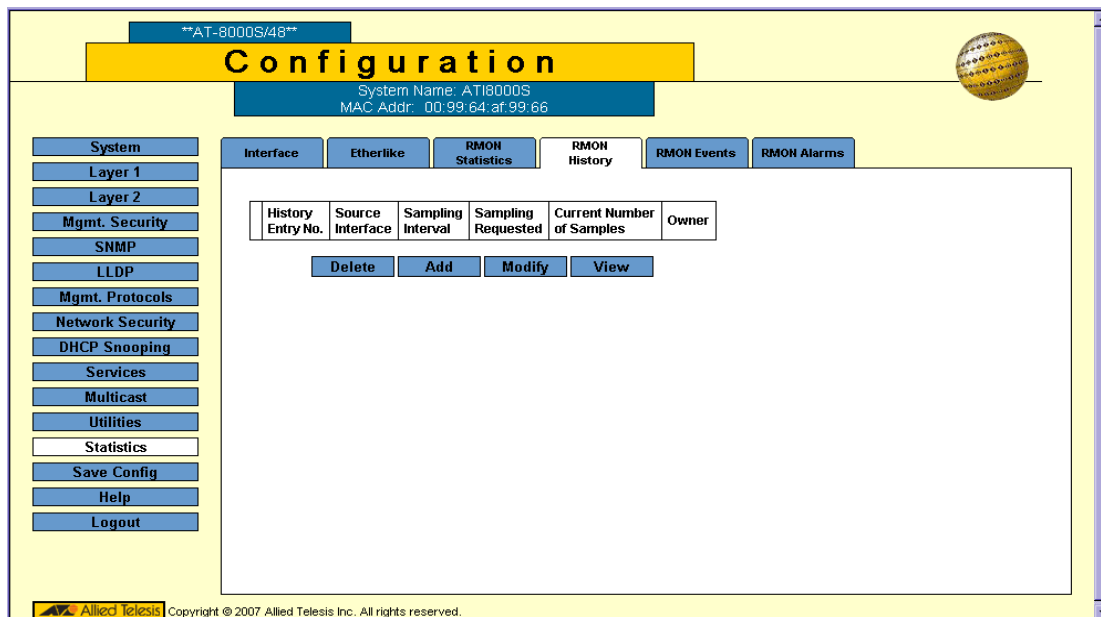 **AT-8000S/48**
Configuration
System Name: ATI8000S
MAC Addr: 00:99:64:af:99:66
System
Layer 1
Layer 2
Mgmt. Security
SNMP
LLDP
Mgmt. Protocols
Network Security
DHCP Snooping
Services
Multicast
Utilities
Statistics
Save Config
Help
Logout
Interface
Etherlike
RMON
Statistics
RMON
History
RMON Events
RMON Alarms
History
Entry No.
Source
Interface
Sampling
Interval
Sampling
Requested
Current Number
of Samples
Owner
Delete
Add
Modify
View
Allied Telesis
Copyright © 2007 Allied Telesis Inc. All rights reserved.